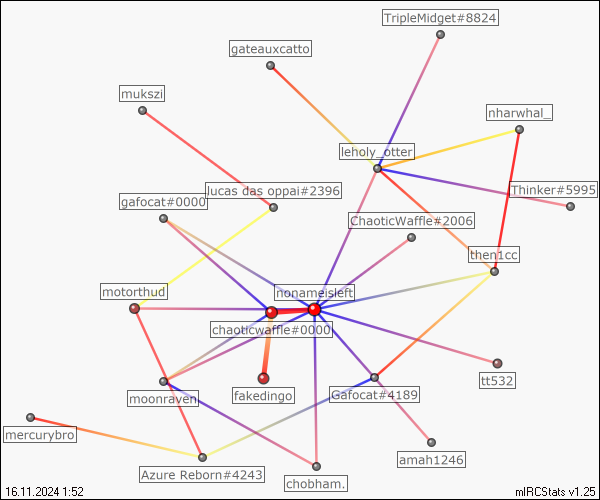 TripleMidget#8824
gateauxcatto
mukszi
nharwhal_
leholy_otter
lucas das oppai#2396
Thinker#5995
gafocat#0000
ChaoticWaffle#2006
then1cc
motorthud
nonameisleft
chaoticwaffle#0000
tt532
fakedingo
Gafocat#4189
moonraven
mercurybro
amah1246
Azure Reborn#4243
chobham.
16.11.2024 1:52
mIRCStats v1.25